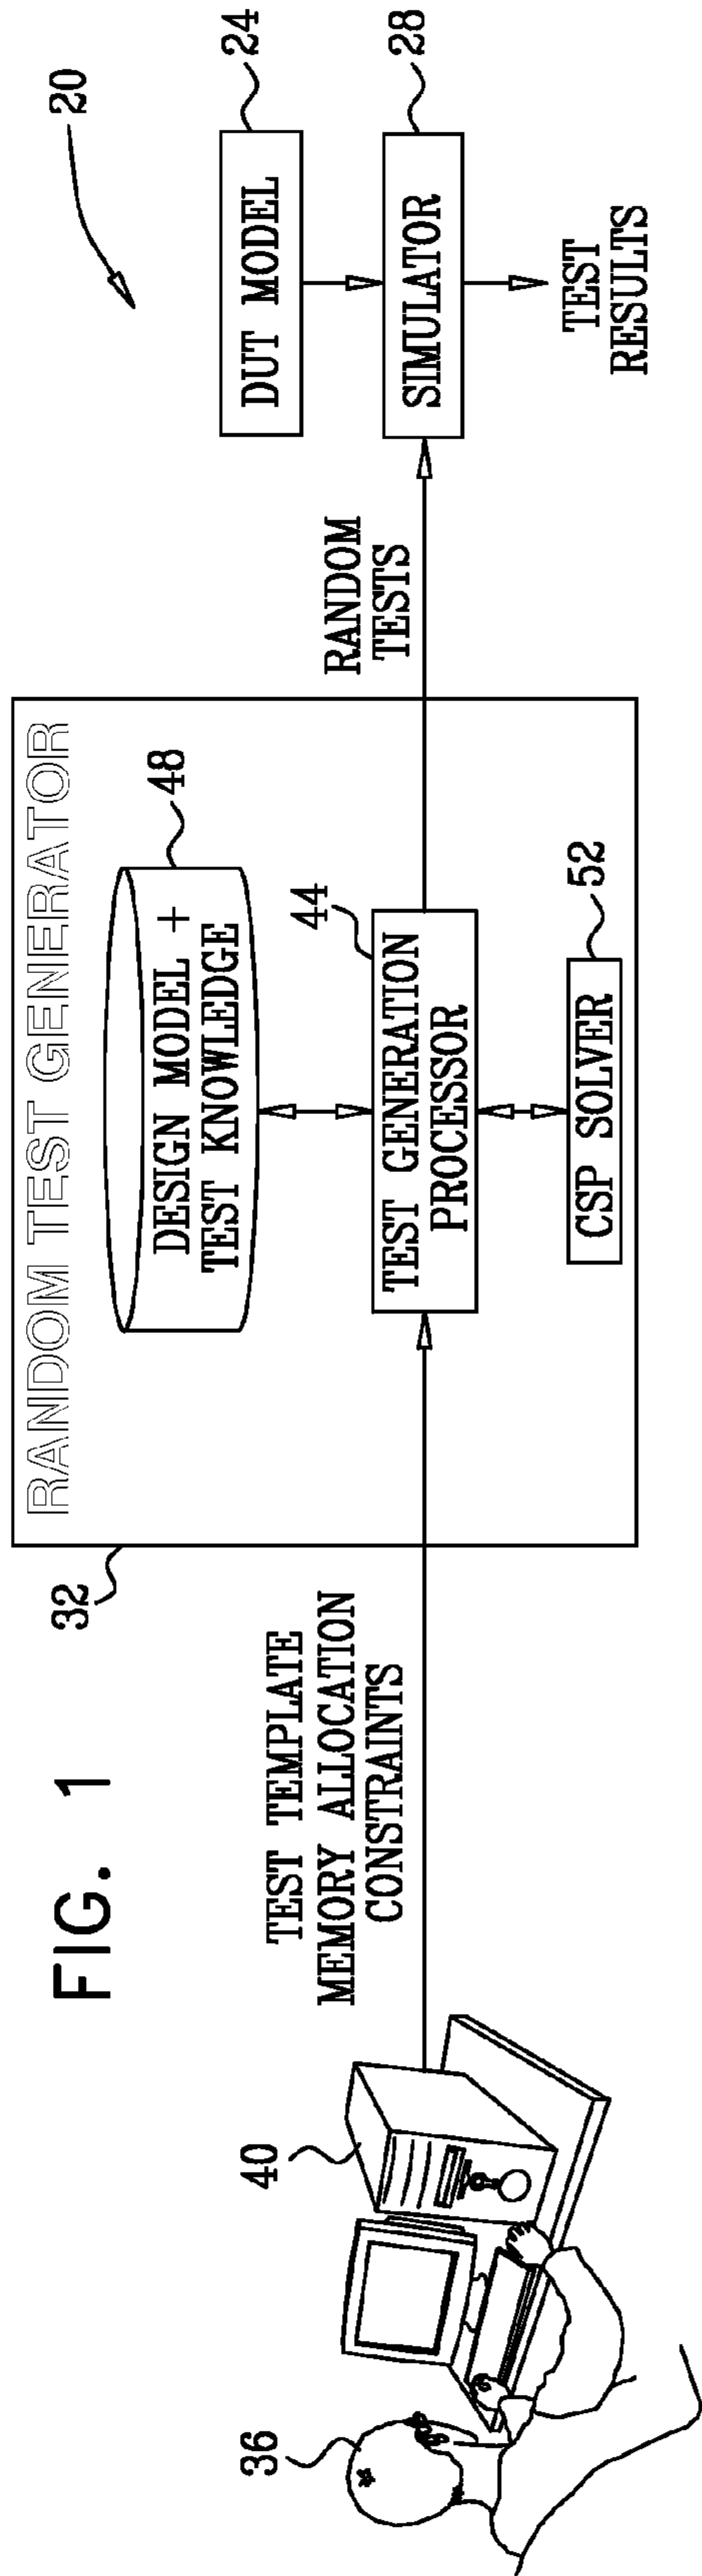 FIG. 1
20
32
RANDOM TEST GENERATOR
48
DESIGN MODEL +
TEST KNOWLEDGE
24
DUT MODEL
36
40
TEST TEMPLATE
MEMORY ALLOCATION
CONSTRAINTS
44
TEST GENERATION
PROCESSOR
RANDOM
TESTS
28
SIMULATOR
52
CSP SOLVER
TEST
RESULTS